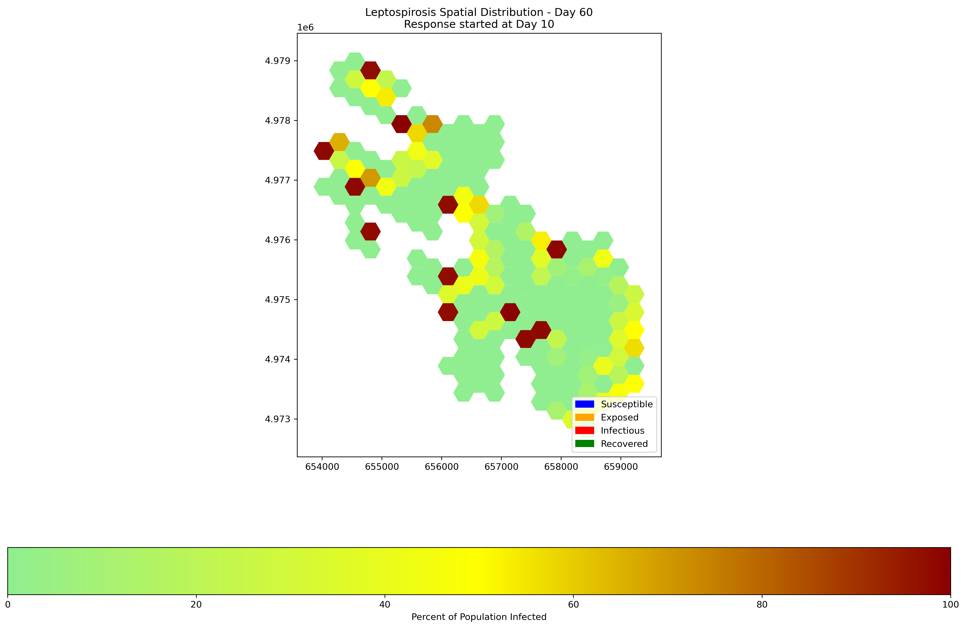 Leptospirosis Spatial Distribution - Day 60
Response started at Day 10
1e6
4.979
4.978
4.977
4.976
4.975
4.974
4.973
Susceptible
Exposed
Infectious
Recovered
654000 655000 656000 657000 658000 659000
0 20 40 60 80 100
Percent of Population Infected